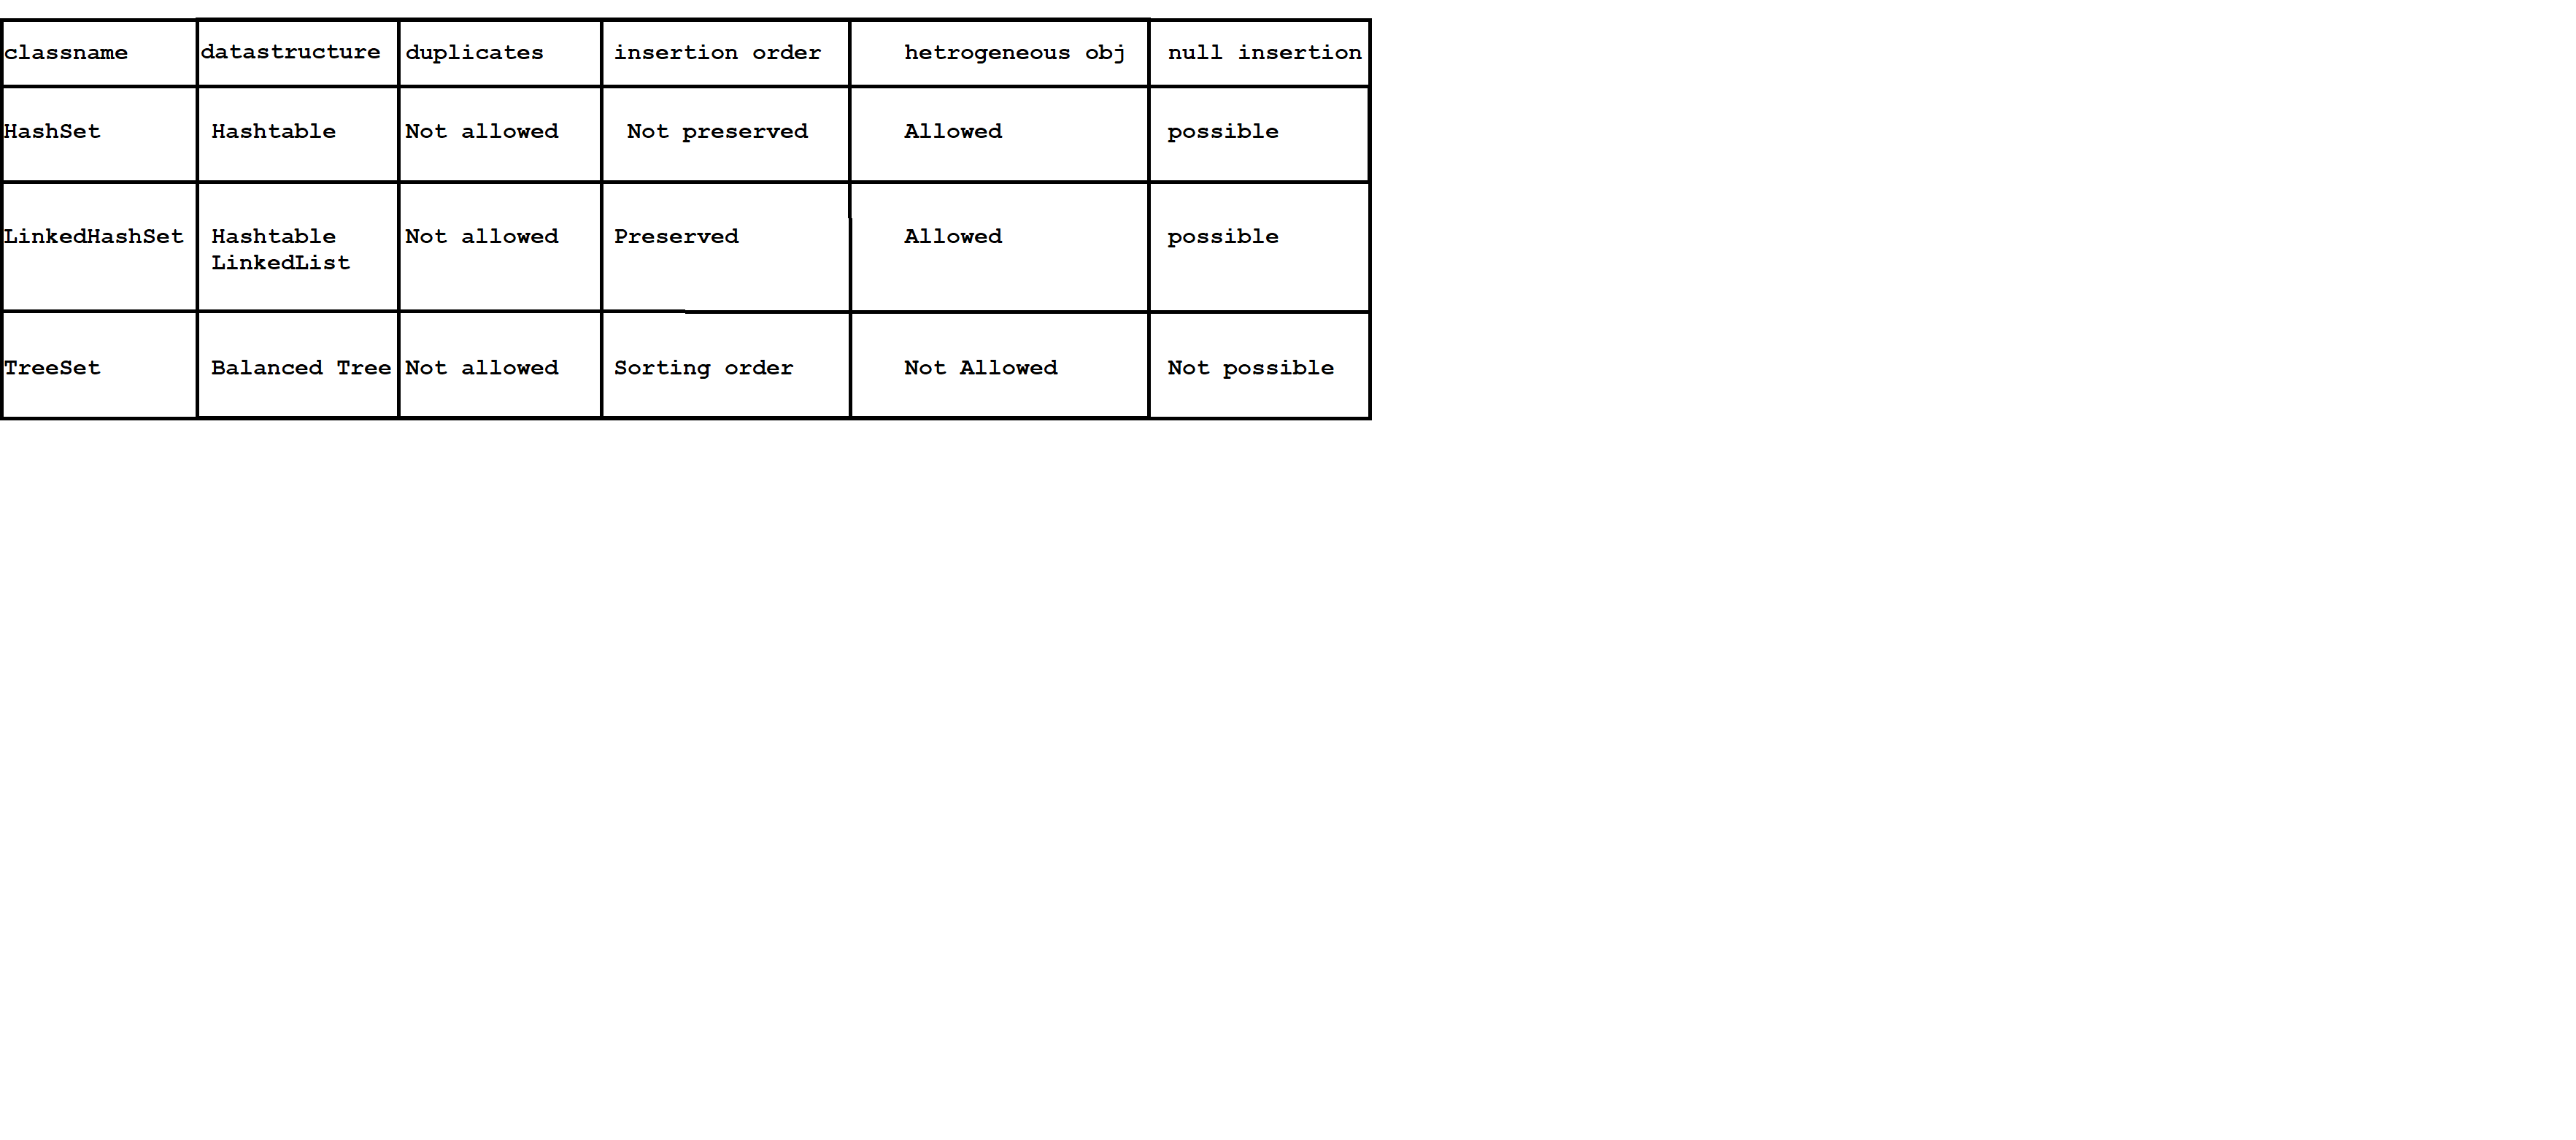 classname datastructure duplicates insertion order hetrogeneous obj null insertion
HashSet Hashtable Not allowed Not preserved Allowed possible
LinkedHashSet Hashtable Not allowed Preserved Allowed possible
LinkedList
TreeSet Balanced Tree Not allowed Sorting order Not Allowed Not possible